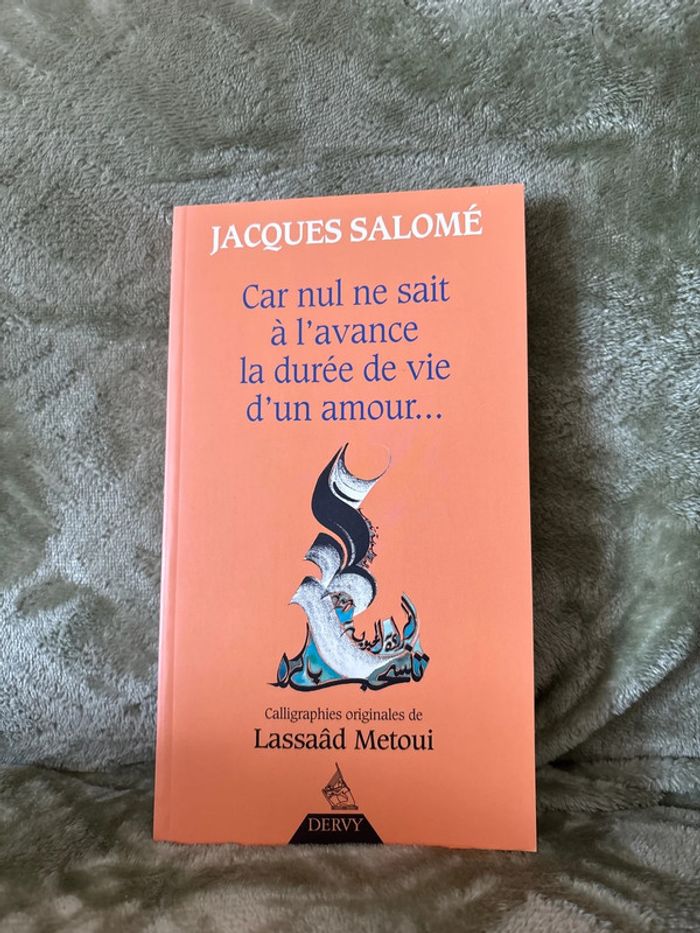 JACQUES SALOMÉ
Car nul ne sait
à l'avance
la durée de vie
d'un amour...
Calligraphies originales de
Lassaâd Metoui
DERVY